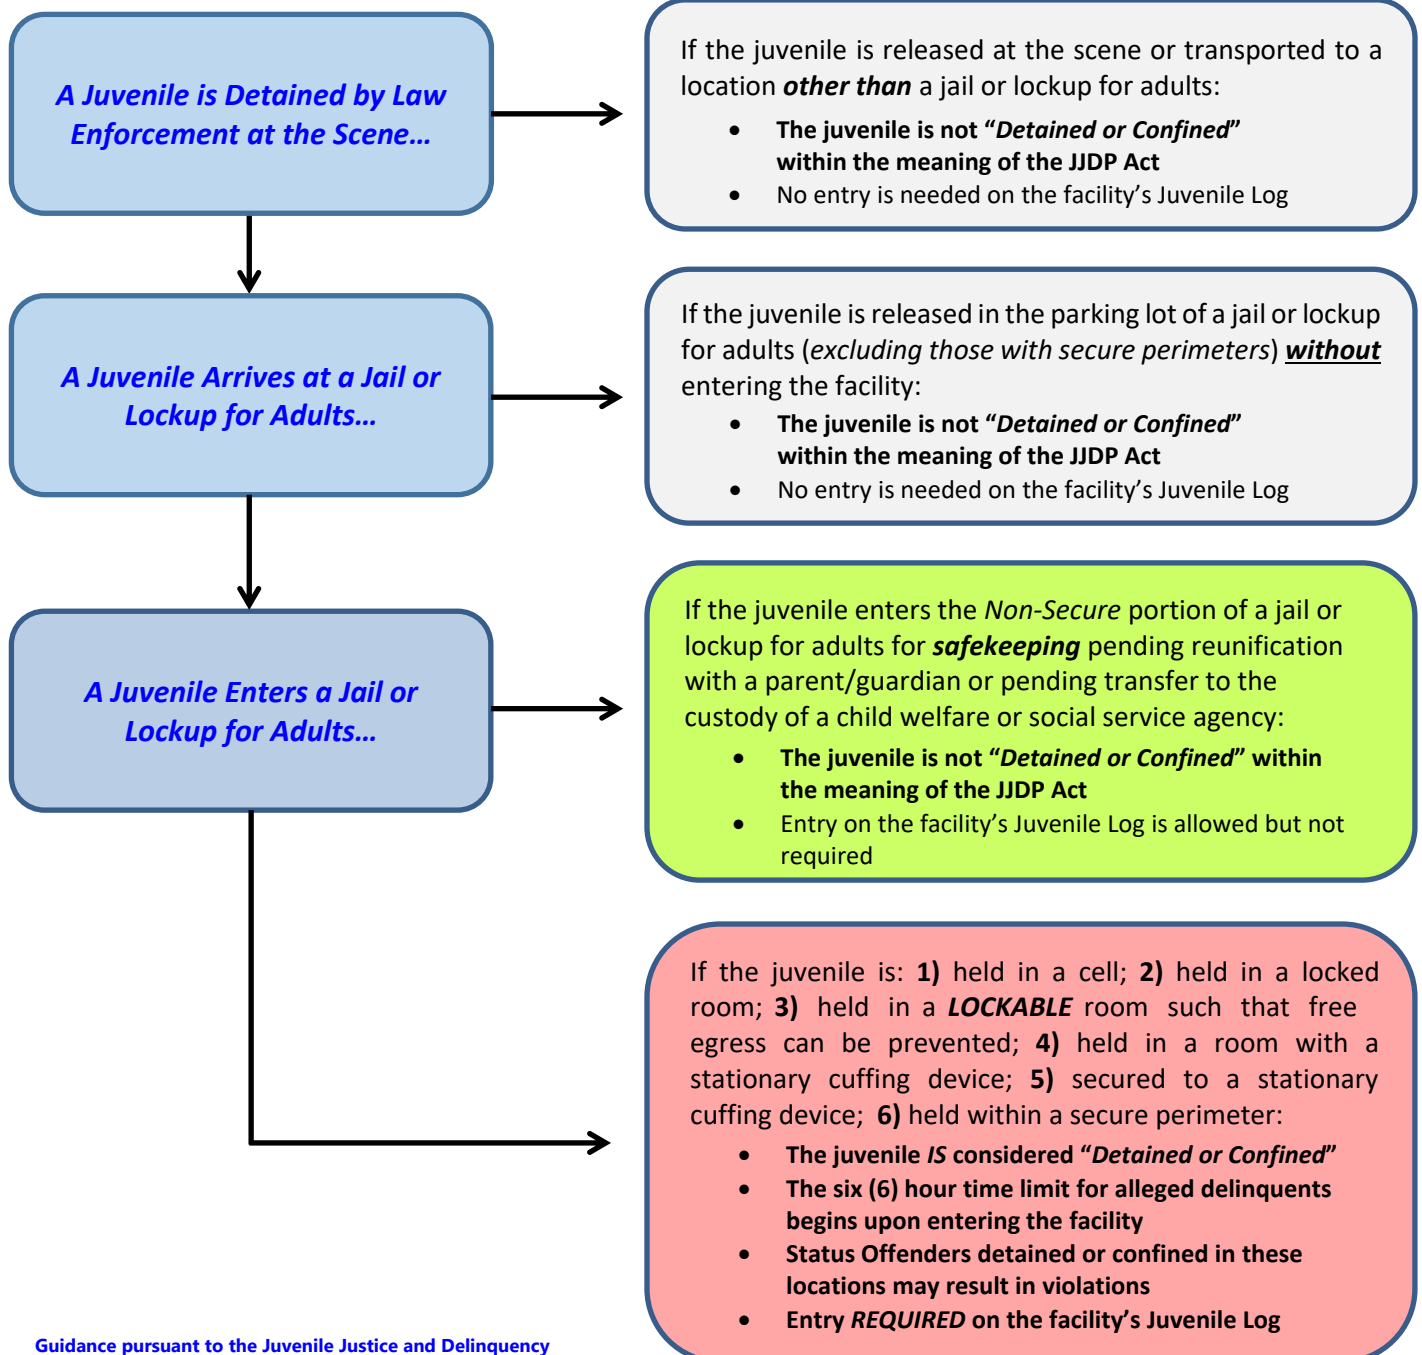 A Juvenile is Detained by Law
Enforcement at the Scene…
If the juvenile is released at the scene or transported to a
location other than a jail or lockup for adults:
• The juvenile is not “Detained or Confined”
within the meaning of the JJDP Act
• No entry is needed on the facility’s Juvenile Log
A Juvenile Arrives at a Jail or
Lockup for Adults…
If the juvenile is released in the parking lot of a jail or lockup
for adults (excluding those with secure perimeters) without
entering the facility:
• The juvenile is not “Detained or Confined”
within the meaning of the JJDP Act
• No entry is needed on the facility’s Juvenile Log
A Juvenile Enters a Jail or
Lockup for Adults…
If the juvenile enters the Non-Secure portion of a jail or
lockup for adults for safekeeping pending reunification
with a parent/guardian or pending transfer to the
custody of a child welfare or social service agency:
• The juvenile is not “Detained or Confined” within
the meaning of the JJDP Act
• Entry on the facility’s Juvenile Log is allowed but not
required
If the juvenile is: 1) held in a cell; 2) held in a locked
room; 3) held in a LOCKABLE room such that free
egress can be prevented; 4) held in a room with a
stationary cuffing device; 5) secured to a stationary
cuffing device; 6) held within a secure perimeter:
• The juvenile IS considered “Detained or Confined”
• The six (6) hour time limit for alleged delinquents
begins upon entering the facility
• Status Offenders detained or confined in these
locations may result in violations
• Entry REQUIRED on the facility’s Juvenile Log
Guidance pursuant to the Juvenile Justice and Delinquency